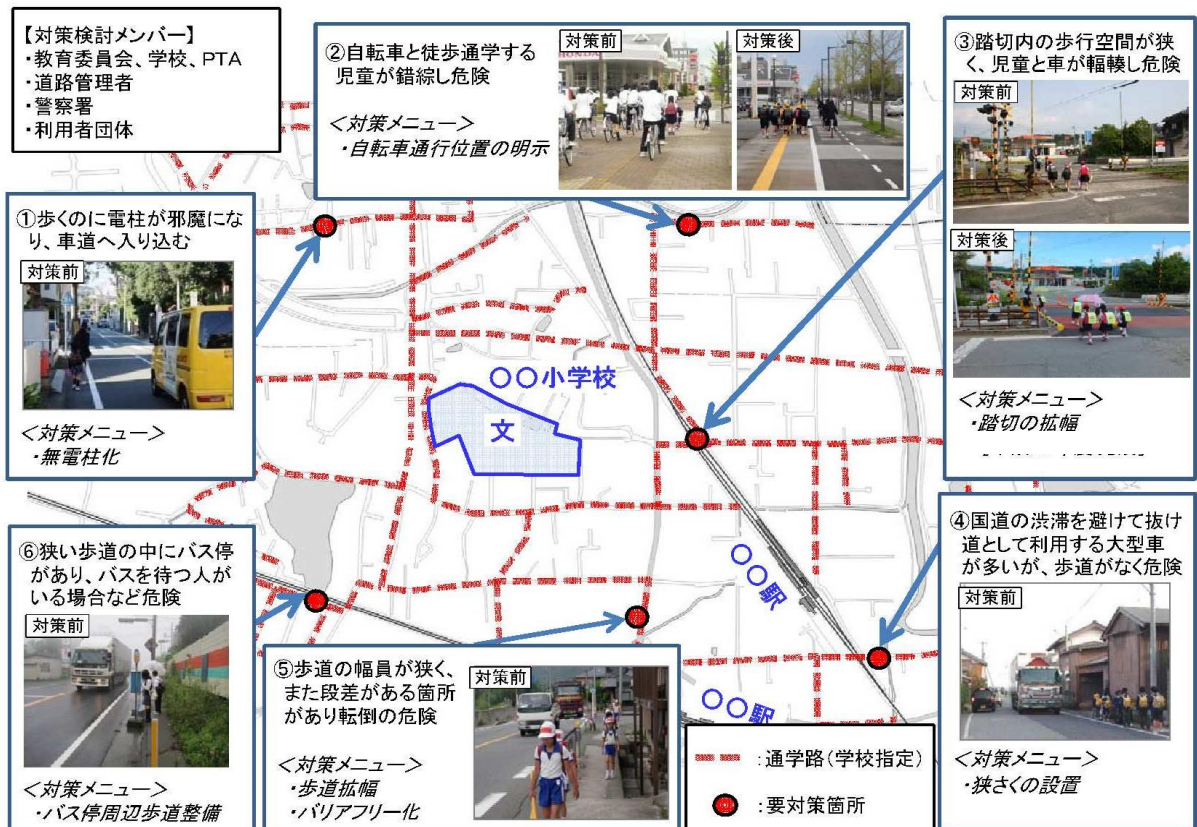 【対策検討メンバー】
・教育委員会、学校、PTA
・道路管理者
・警察署
・利用者団体
①歩くのに電柱が邪魔にな
り、車道へ入り込む
対策前
<対策メニュー>
・無電柱化
②自転車と徒歩通学する
児童が錯綜し危険
<対策メニュー>
・自転車通行位置の明示
対策前
対策後
③踏切内の歩行空間が狭
く、児童と車が輻輳し危険
対策前
対策後
<対策メニュー>
・踏切の拡幅
○○小学校
文
○○駅
○○駅
④国道の渋滞を避けて抜け
道として利用する大型車
が多いが、歩道がなく危険
対策前
<対策メニュー>
・狭さくの設置
⑤歩道の幅員が狭く、
また段差がある箇所
があり転倒の危険
対策前
<対策メニュー>
・歩道拡幅
・バリアフリー化
⑥狭い歩道の中にバス停
があり、バスを待つ人が
いる場合など危険
対策前
<対策メニュー>
・バス停周辺歩道整備
:通学路(学校指定)
:要対策箇所